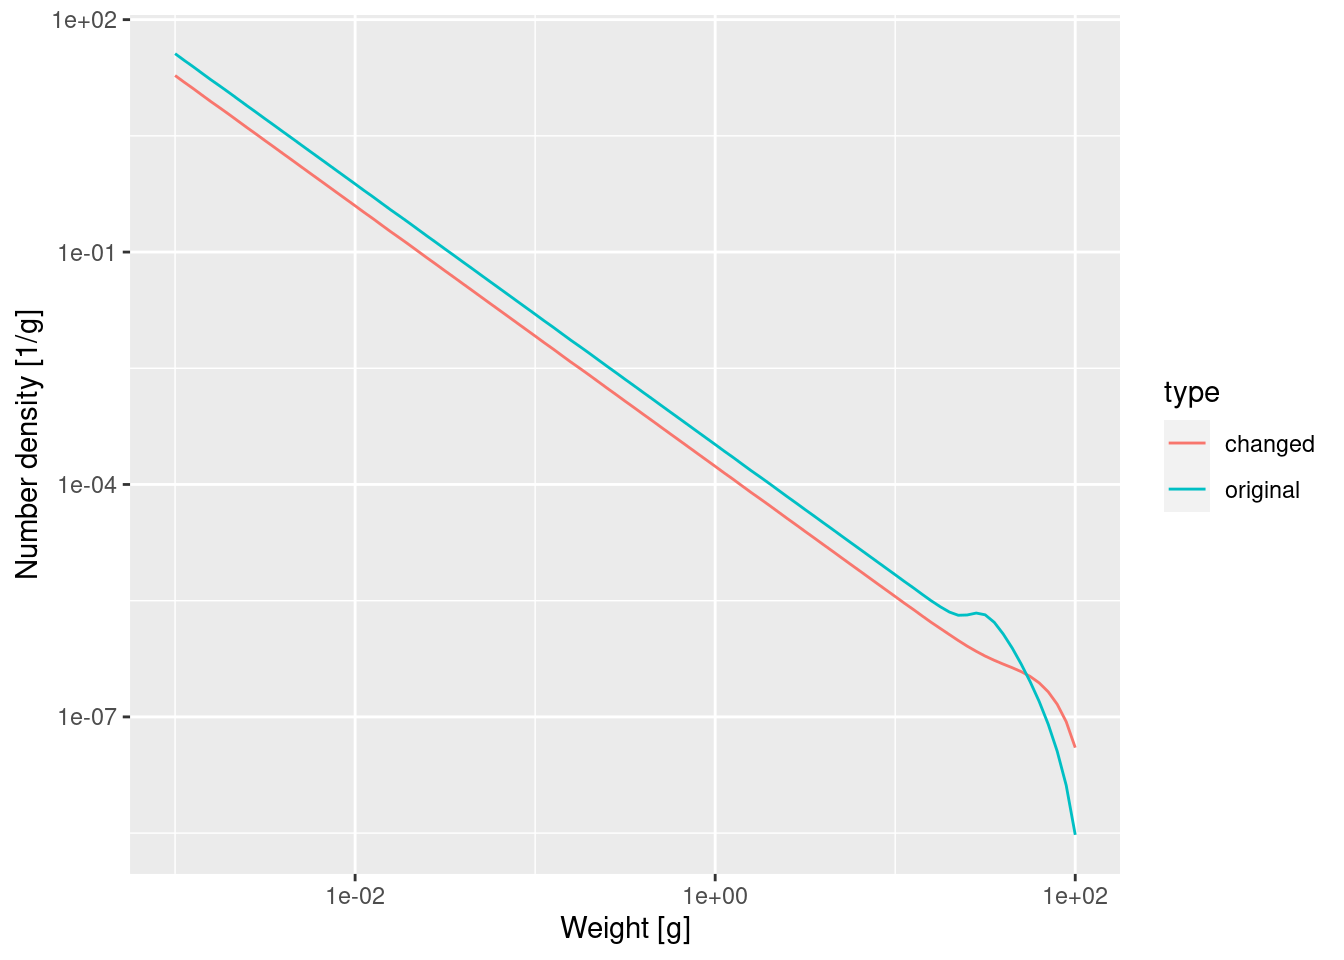 1e+02
1e-01
1e-04
1e-07
Number density [1/g]
1e-02
1e+00
1e+02
Weight [g]
type
changed
original